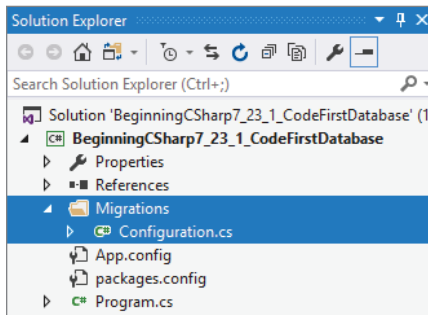 Solution Explorer
Search Solution Explorer (Ctrl+;)
Solution 'BeginningCSharp7_23_1_CodeFirstDatabase' (1
C# BeginningCSharp7_23_1_CodeFirstDatabase
Properties
References
Migrations
C# Configuration.cs
App.config
packages.config
C# Program.cs